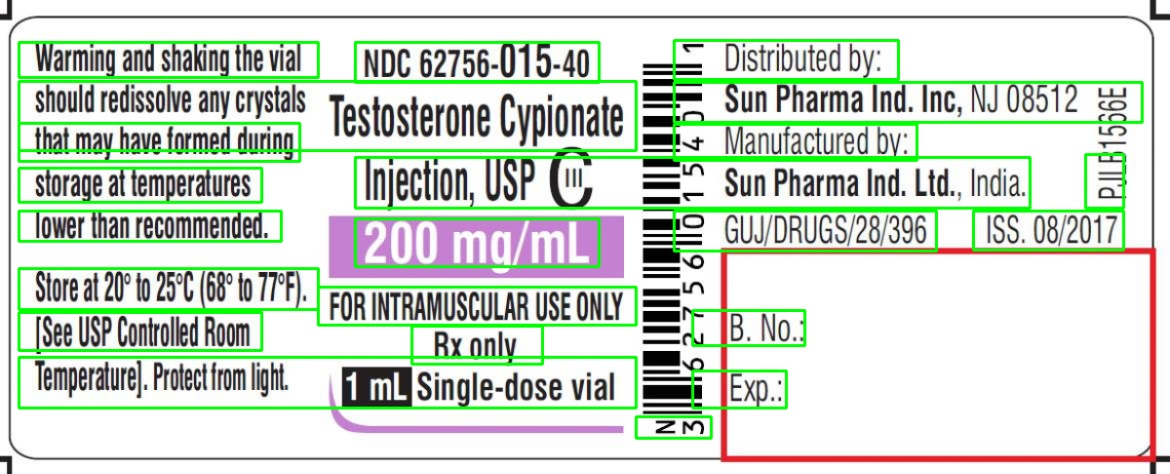 Warming and shaking the vial
should redissolve any crystals
that may have formed during
storage at temperatures
lower than recommended.
Store at 20° to 25°C (68° to 77°F).
[See USP Controlled Room
Temperature]. Protect from light.
NDC 62756-015-40
Testosterone Cypionate
Injection, USP CIII
200 mg/mL
FOR INTRAMUSCULAR USE ONLY
Rx only
1 mL Single-dose vial
N
3 62756 01540 1
Distributed by:
Sun Pharma Ind. Inc, NJ 08512
Manufactured by:
Sun Pharma Ind. Ltd., India.
GUJ/DRUGS/28/396 ISS. 08/2017
PJLB1566E
B. No.:
Exp.: